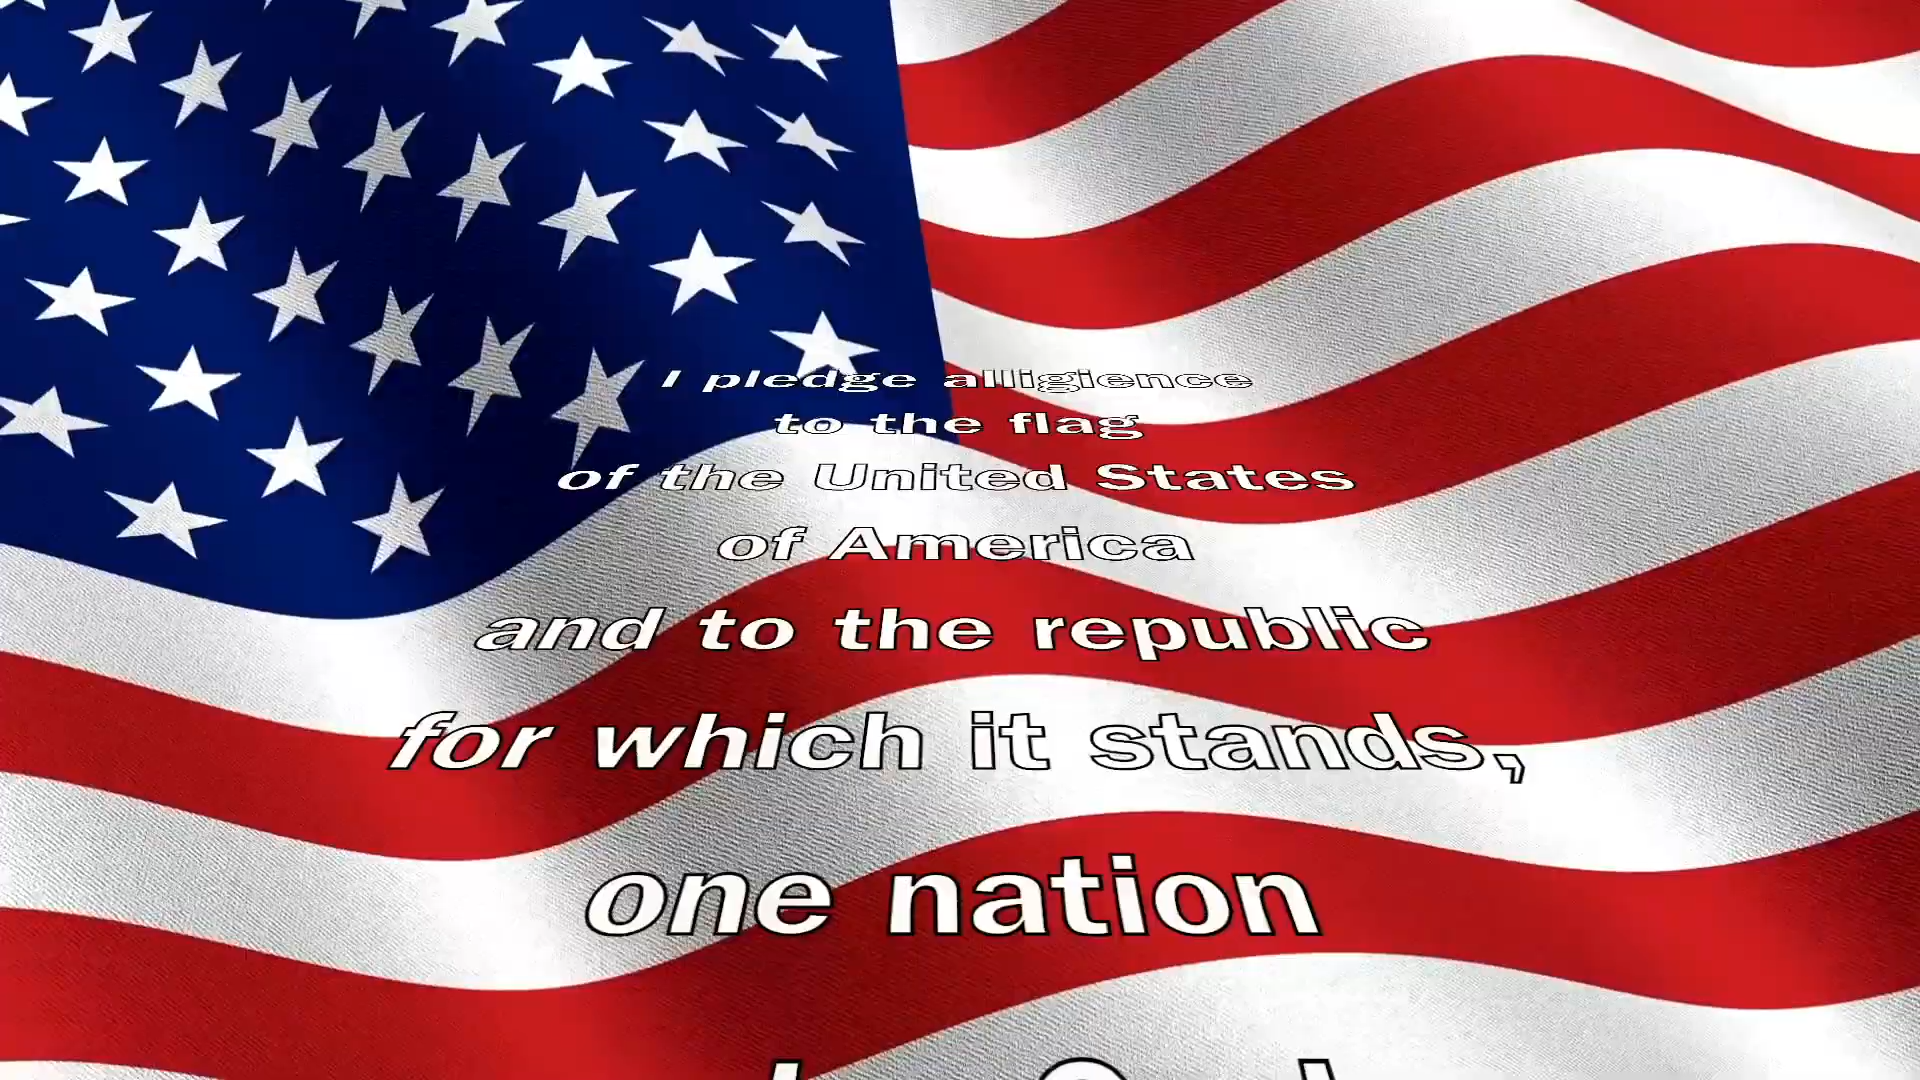 I pledge alligience
to the flag
of the United States
of America
and to the republic
for which it stands,
one nation